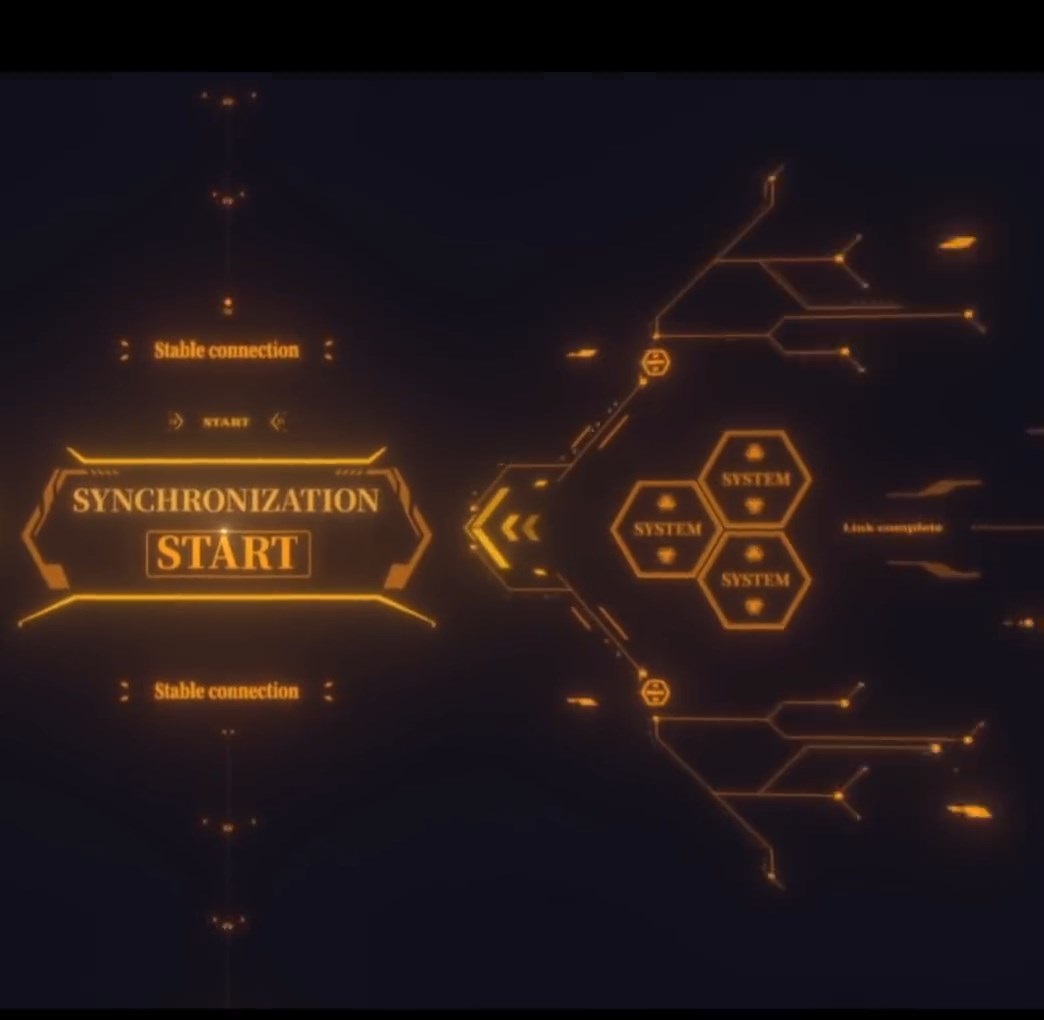 Stable connection
START
SYNCHRONIZATION
START
Stable connection
SYSTEM
SYSTEM
SYSTEM
Link complete